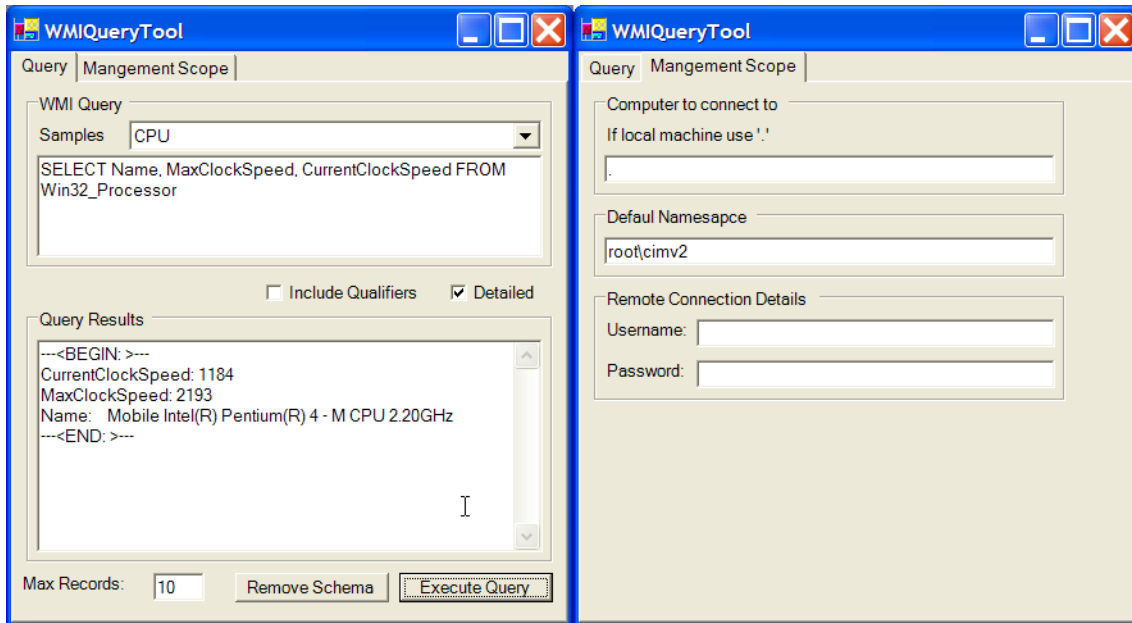 WMIQueryTool
Query Mangement Scope
WMI Query
Samples CPU
SELECT Name, MaxClockSpeed, CurrentClockSpeed FROM
Win32_Processor
Include Qualifiers Detailed
Query Results
---<BEGIN: >---
CurrentClockSpeed: 1184
MaxClockSpeed: 2193
Name: Mobile Intel(R) Pentium(R) 4 - M CPU 2.20GHz
---<END: >---
Max Records: 10 Remove Schema Execute Query
WMIQueryTool
Query Mangement Scope
Computer to connect to
If local machine use '.'
.
Defaul Namesapce
root\cimv2
Remote Connection Details
Username:
Password: